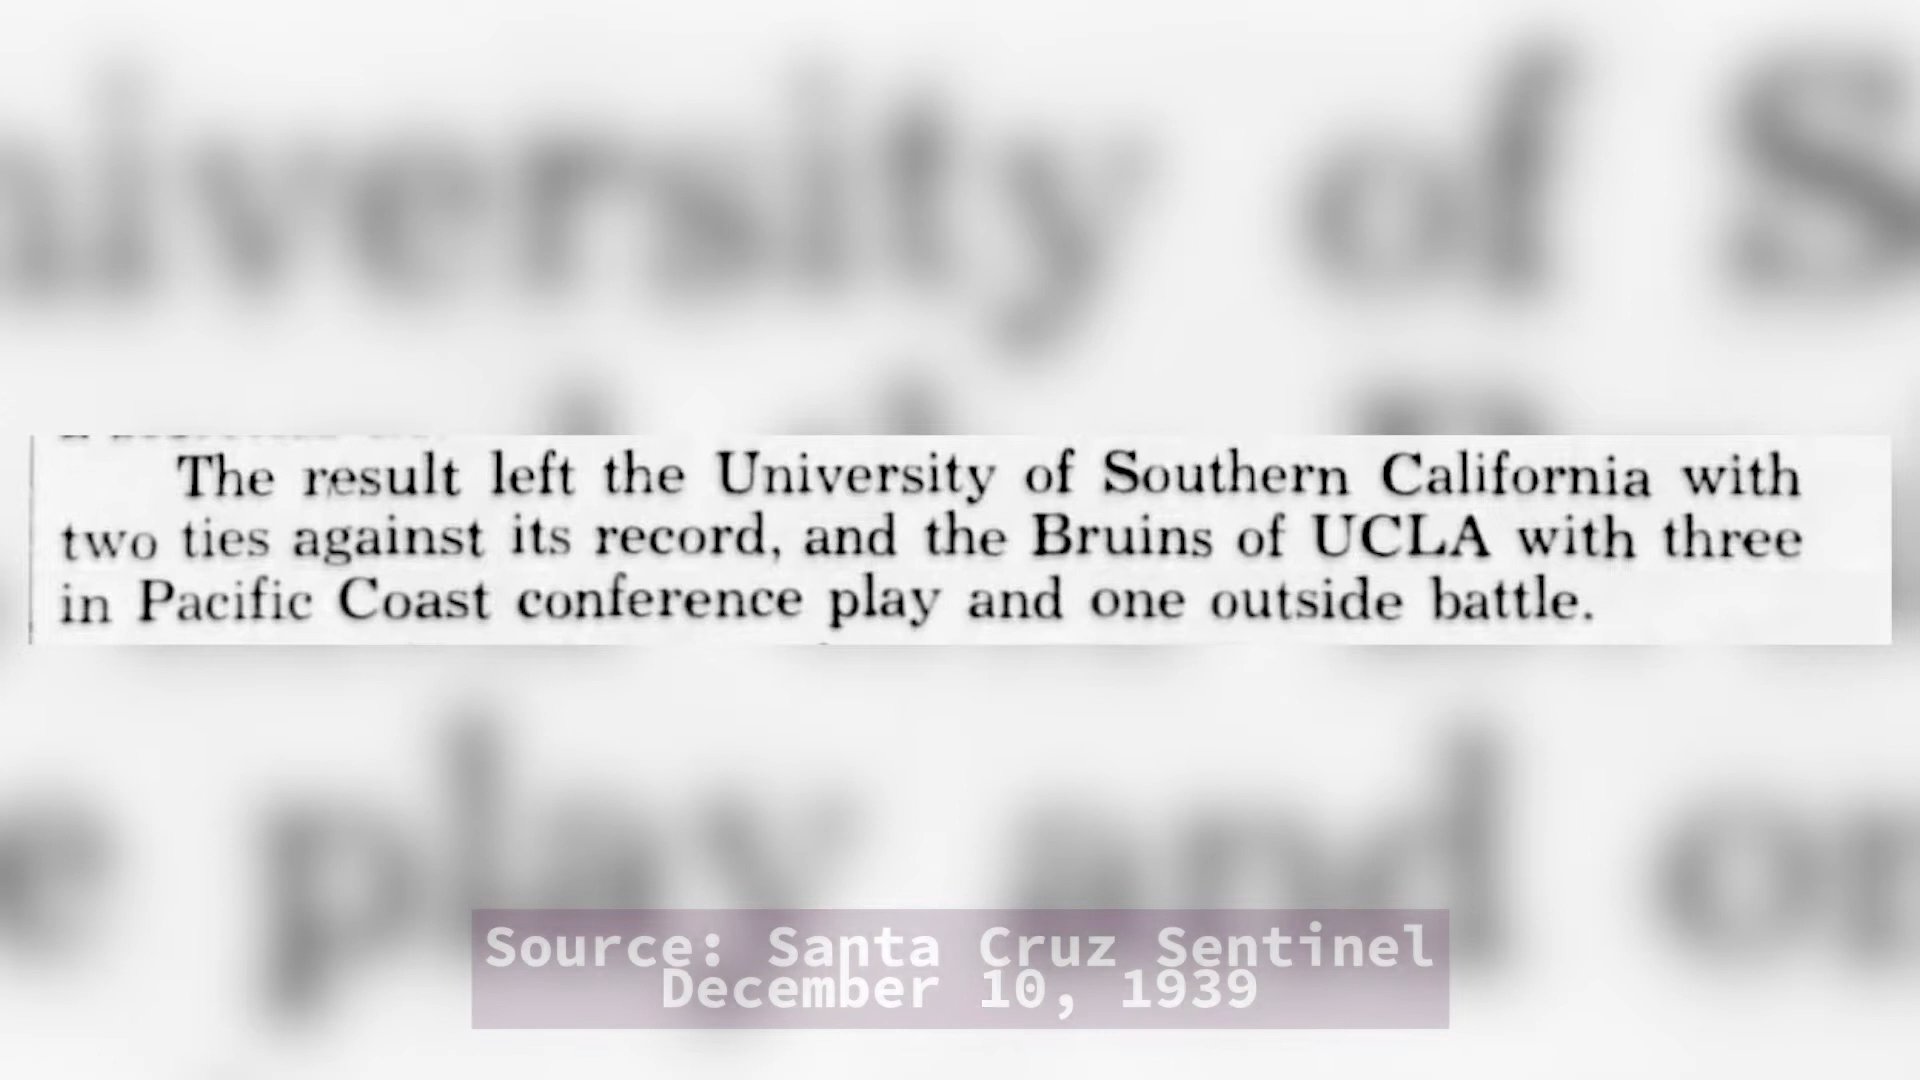 The result left the University of Southern California with
two ties against its record, and the Bruins of UCLA with three
in Pacific Coast conference play and one outside battle.
Source: Santa Cruz Sentinel
December 10, 1939